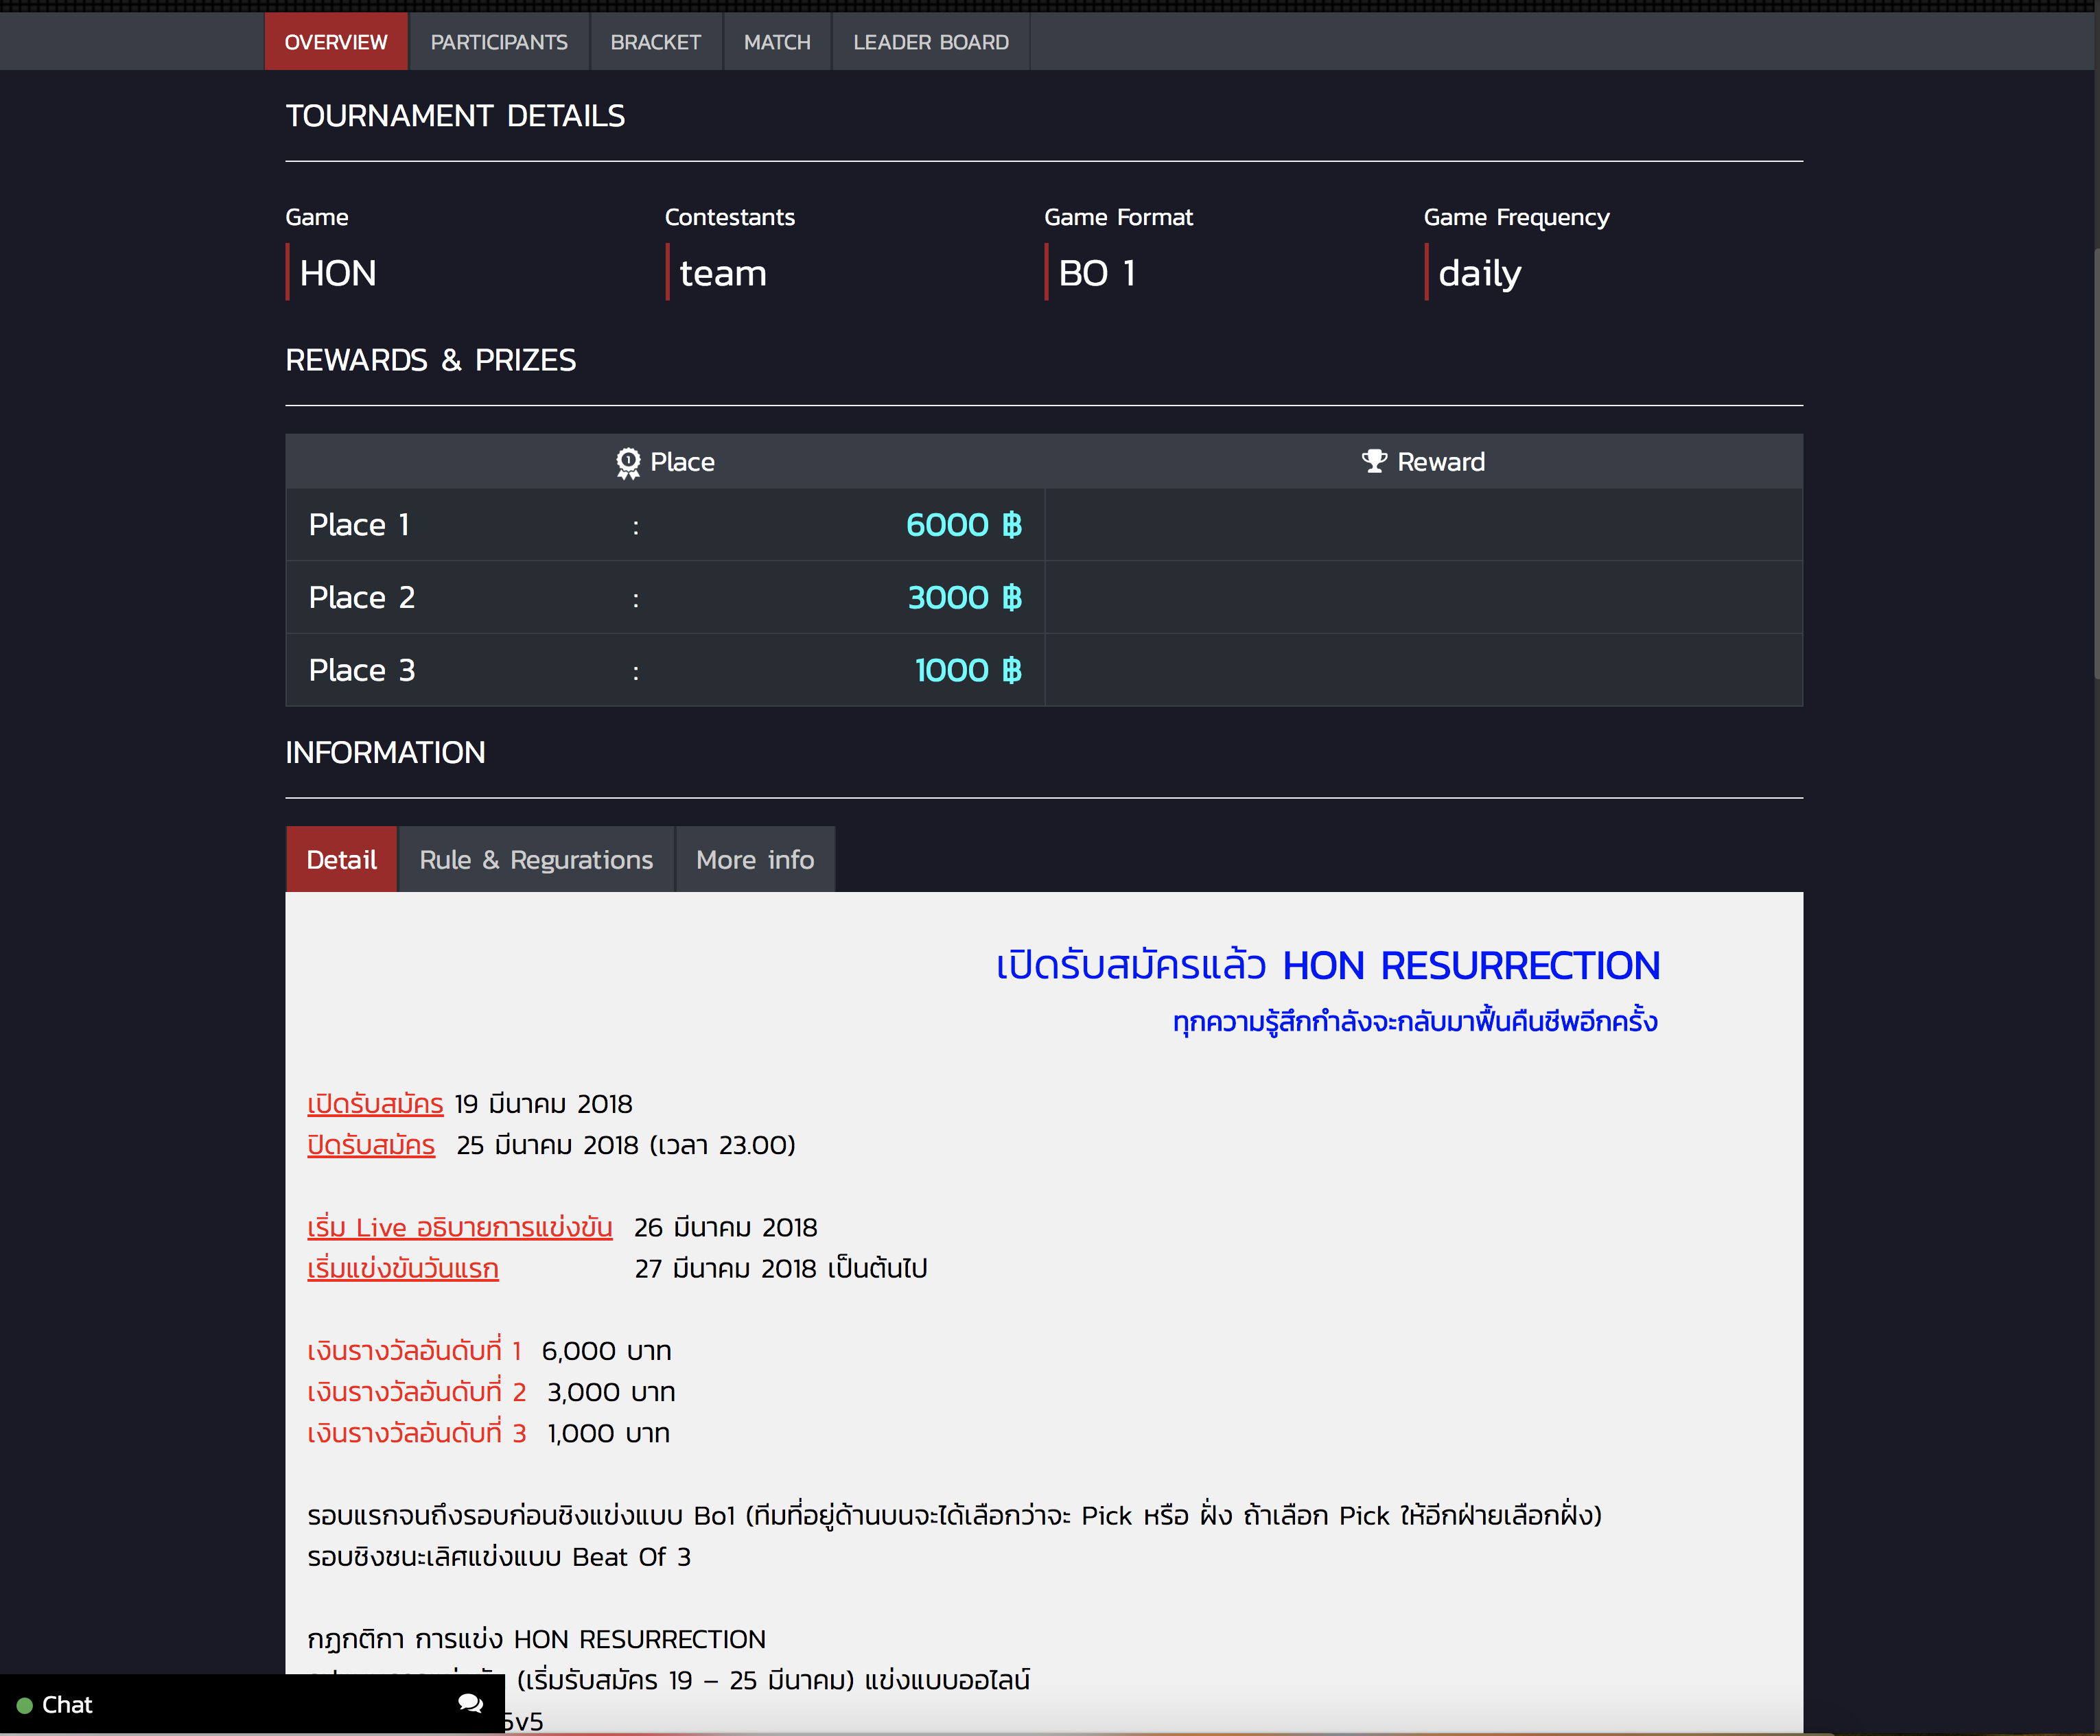 OVERVIEW PARTICIPANTS BRACKET MATCH LEADER BOARD
TOURNAMENT DETAILS
Game Contestants Game Format Game Frequency
HON team BO 1 daily
REWARDS & PRIZES
Place Reward
Place 1 : 6000 ฿
Place 2 : 3000 ฿
Place 3 : 1000 ฿
INFORMATION
Detail Rule & Regurations More info
เปิดรับสมัครแล้ว HON RESURRECTION
ทุกความรู้สึกกำลังจะกลับมาฟื้นคืนชีพอีกครั้ง
เปิดรับสมัคร 19 มีนาคม 2018
ปิดรับสมัคร 25 มีนาคม 2018 (เวลา 23.00)
เริ่ม Live อธิบายการแข่งขัน 26 มีนาคม 2018
เริ่มแข่งขันวันแรก 27 มีนาคม 2018 เป็นต้นไป
เงินรางวัลอันดับที่ 1 6,000 บาท
เงินรางวัลอันดับที่ 2 3,000 บาท
เงินรางวัลอันดับที่ 3 1,000 บาท
รอบแรกจนถึงรอบก่อนชิงแข่งแบบ Bo1 (ทีมที่อยู่ด้านบนจะได้เลือกว่าจะ Pick หรือ ฝั่ง ถ้าเลือก Pick ให้อีกฝ่ายเลือกฝั่ง)
รอบชิงชนะเลิศแข่งแบบ Beat Of 3
กฏกติกา การแข่ง HON RESURRECTION
(เริ่มรับสมัคร 19 – 25 มีนาคม) แข่งแบบออไลน์
5v5
Chat